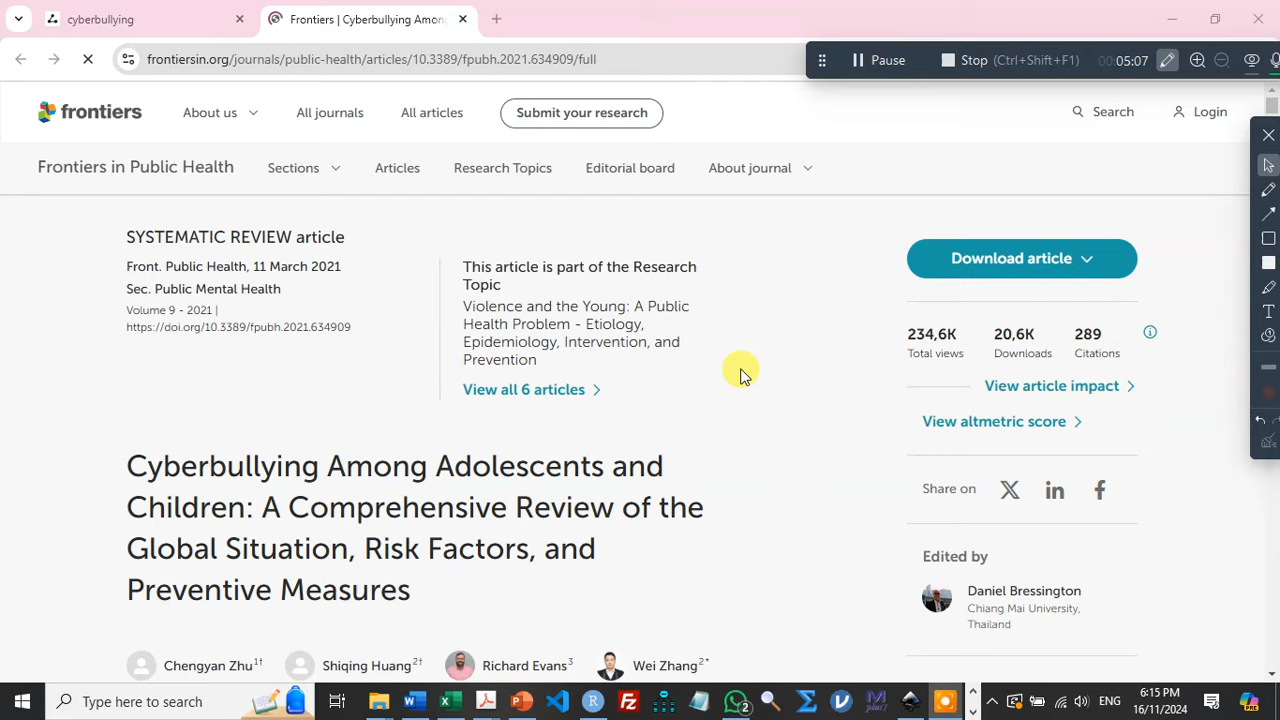 cyberbullying
Frontiers | Cyberbullying Amon
frontiersin.org/journals/public-health/articles/10.3389/fpubh.2021.634909/full
Pause
Stop (Ctrl+Shift+F1)
00:05:07
frontiers
About us
All journals
All articles
Submit your research
Search
Login
Frontiers in Public Health
Sections
Articles
Research Topics
Editorial board
About journal
SYSTEMATIC REVIEW article
Front. Public Health, 11 March 2021
Sec. Public Mental Health
Volume 9 - 2021 |
https://doi.org/10.3389/fpubh.2021.634909
This article is part of the Research
Topic
Violence and the Young: A Public
Health Problem - Etiology,
Epidemiology, Intervention, and
Prevention
View all 6 articles
Download article
234,6K
Total views
20,6K
Downloads
289
Citations
View article impact
View altmetric score
Share on
Edited by
Daniel Bressington
Chiang Mai University,
Thailand
Cyberbullying Among Adolescents and
Children: A Comprehensive Review of the
Global Situation, Risk Factors, and
Preventive Measures
Chengyan Zhu1†
Shiqing Huang2†
Richard Evans3
Wei Zhang2*
Type here to search
ENG
6:15 PM
16/11/2024